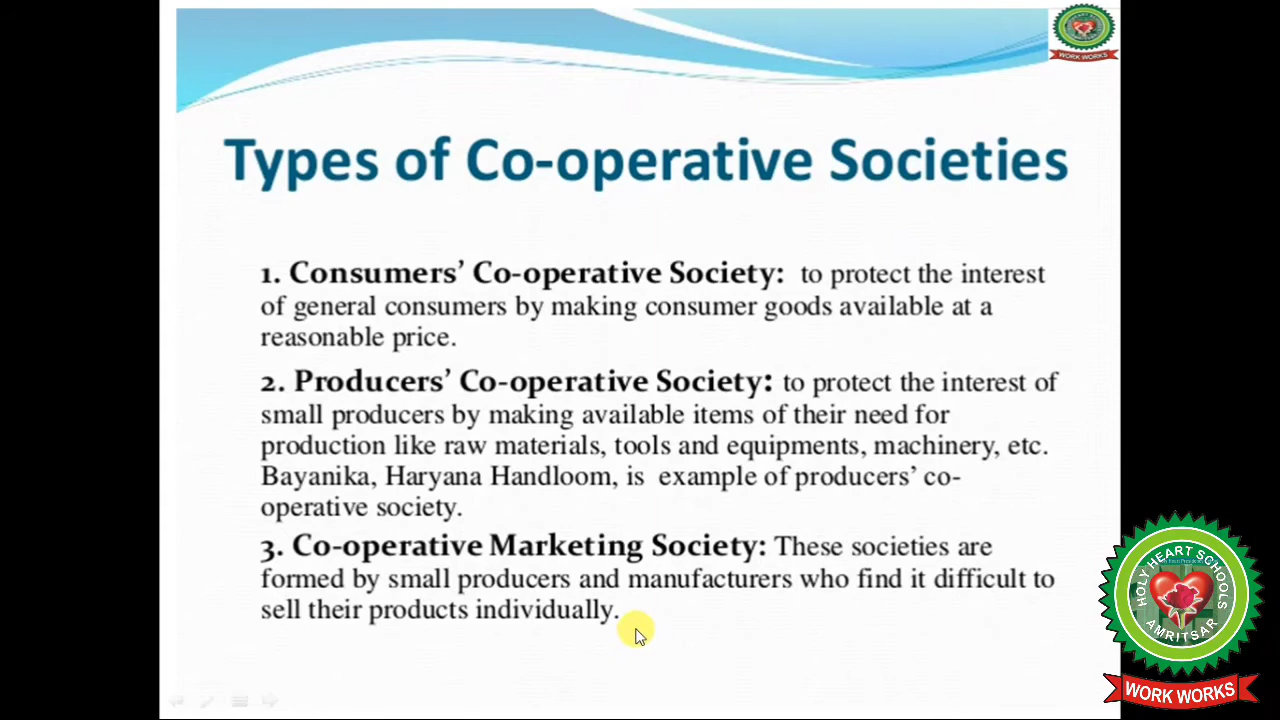 WORK WORKS
Types of Co-operative Societies
1. Consumers’ Co-operative Society: to protect the interest
of general consumers by making consumer goods available at a
reasonable price.
2. Producers’ Co-operative Society: to protect the interest of
small producers by making available items of their need for
production like raw materials, tools and equipments, machinery, etc.
Bayanika, Haryana Handloom, is example of producers’ co-
operative society.
3. Co-operative Marketing Society: These societies are
formed by small producers and manufacturers who find it difficult to
sell their products individually.
HOLY HEART SCHOOLS
AMRITSAR
WORK WORKS